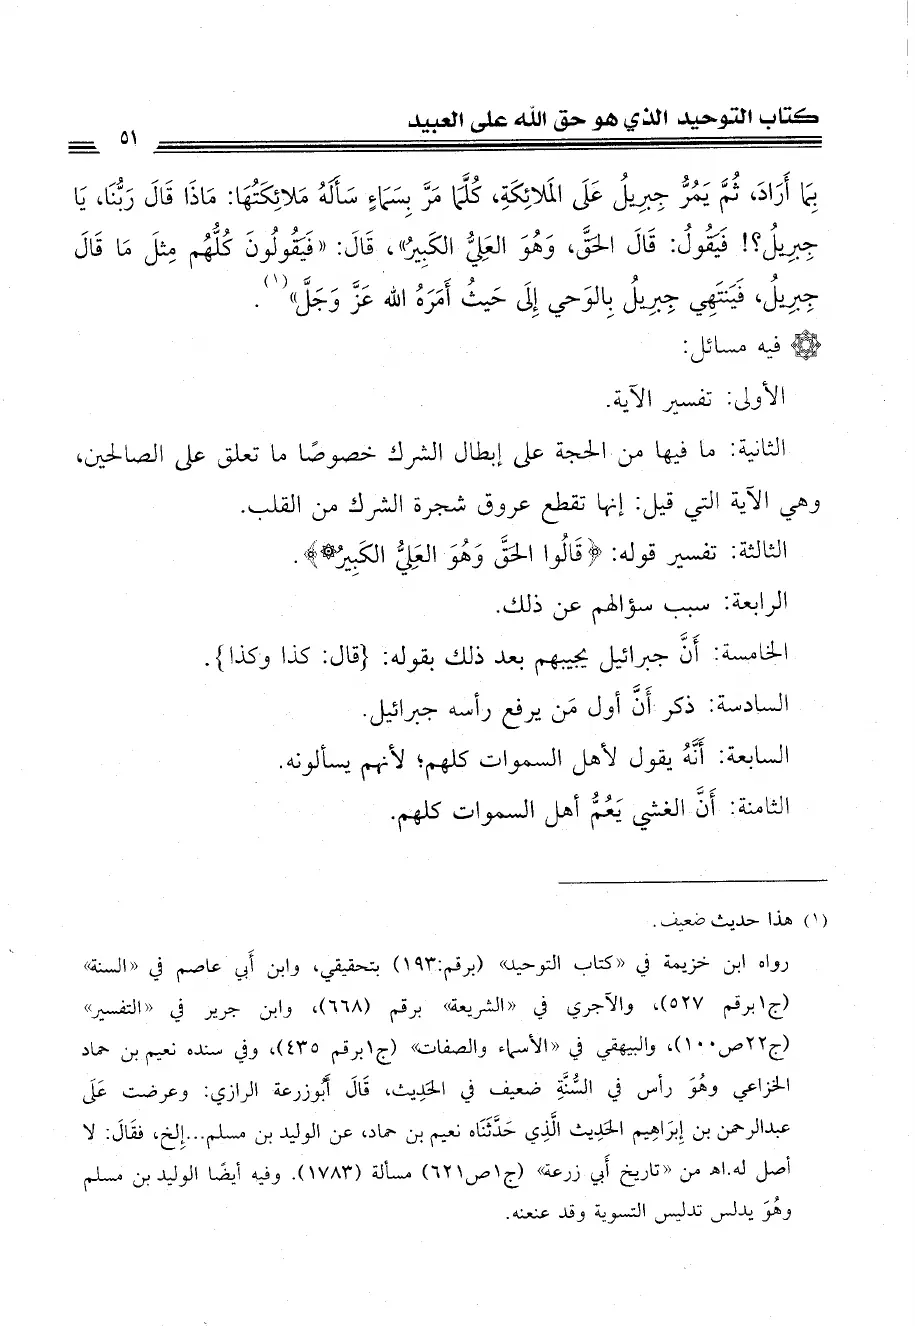 كتاب التوحيد الذي هو حق الله على العبيد
٥١
بِمَا أَرَادَ، ثُمَّ يَمُرُّ جِبرِيلُ عَلَى المَلائِكَةِ، كُلَّمَا مَرَّ بِسَمَاءٍ سَأَلَهُ مَلائِكَتُهَا: مَاذَا قَالَ رَبُّنَا، يَا
جِبرِيلُ؟! فَيَقُولُ: قَالَ الحَقَّ، وَهُوَ العَلِيُّ الكَبِيرُ»، قَالَ: «فَيَقُولُونَ كُلُّهُم مِثلَ مَا قَالَ
جِبرِيلُ، فَيَنتَهِي جِبرِيلُ بِالوَحيِ إِلَى حَيثُ أَمَرَهُ الله عَزَّ وَجَلَّ»(١).
فيه مسائل:
الأولى: تفسير الآية.
الثانية: ما فيها من الحجة على إبطال الشرك خصوصًا ما تعلق على الصالحين،
وهي الآية التي قيل: إنها تقطع عروق شجرة الشرك من القلب.
الثالثة: تفسير قوله: ﴿قَالُوا الحَقَّ وَهُوَ العَلِيُّ الكَبِيرُ﴾.
الرابعة: سبب سؤالهم عن ذلك.
الخامسة: أَنَّ جبرائيل يجيبهم بعد ذلك بقوله: {قال: كذا وكذا}.
السادسة: ذكر أَنَّ أول مَن يرفع رأسه جبرائيل.
السابعة: أَنَّهُ يقول لأهل السموات كلهم؛ لأنهم يسألونه.
الثامنة: أَنَّ الغشي يَعُمُّ أهل السموات كلهم.
(١) هذا حديث ضعيف.
رواه ابن خزيمة في «كتاب التوحيد» (برقم:١٩٣) بتحقيقي، وابن أبي عاصم في «السنة»
(ج١برقم ٥٢٧)، والآجري في «الشريعة» برقم (٦٦٨)، وابن جرير في «التفسير»
(ج٢٢ص١٠٠)، والبيهقي في «الأسماء والصفات» (ج١برقم ٤٣٥)، وفي سنده نعيم بن حماد
الخزاعي وهُوَ رأس في السُّنَّةِ ضعيف في الحَدِيث، قَالَ أبُوزرعة الرازي: وعرضت عَلَى
عبدالرحمن بن إبرَاهِيم الحَدِيث الَّذِي حَدَّثَنَاه نعيم بن حماد، عن الوليد بن مسلم...إلخ، فقَالَ: لا
أصل له.اهـ من «تاريخ أبي زرعة» (ج١ص٦٢١) مسألة (١٧٨٣). وفيه أيضًا الوليد بن مسلم
وهُوَ يدلس تدليس التسوية وقد عنعنه.